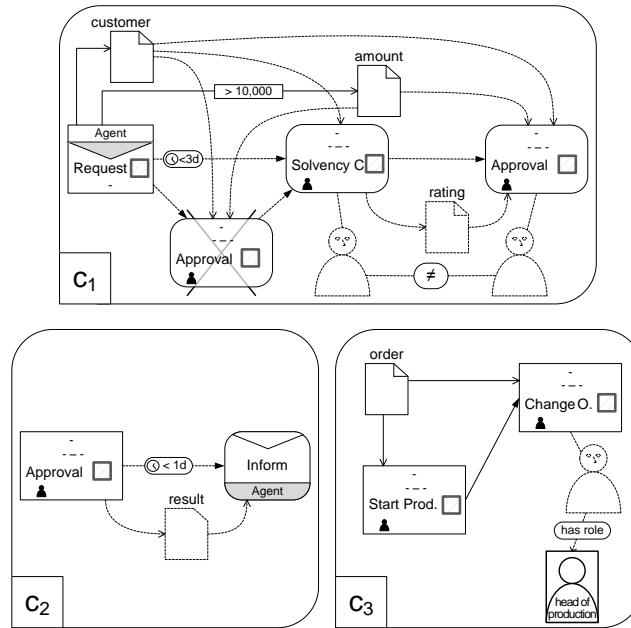 customer
amount
> 10,000
Agent
Request
-
<3d
-
Solvency C
-
Approval
rating
-
Approval
≠
C1
order
-
Change O.
-
Approval
< 1d
Inform
Agent
result
-
Start Prod.
has role
head of
production
C2
C3